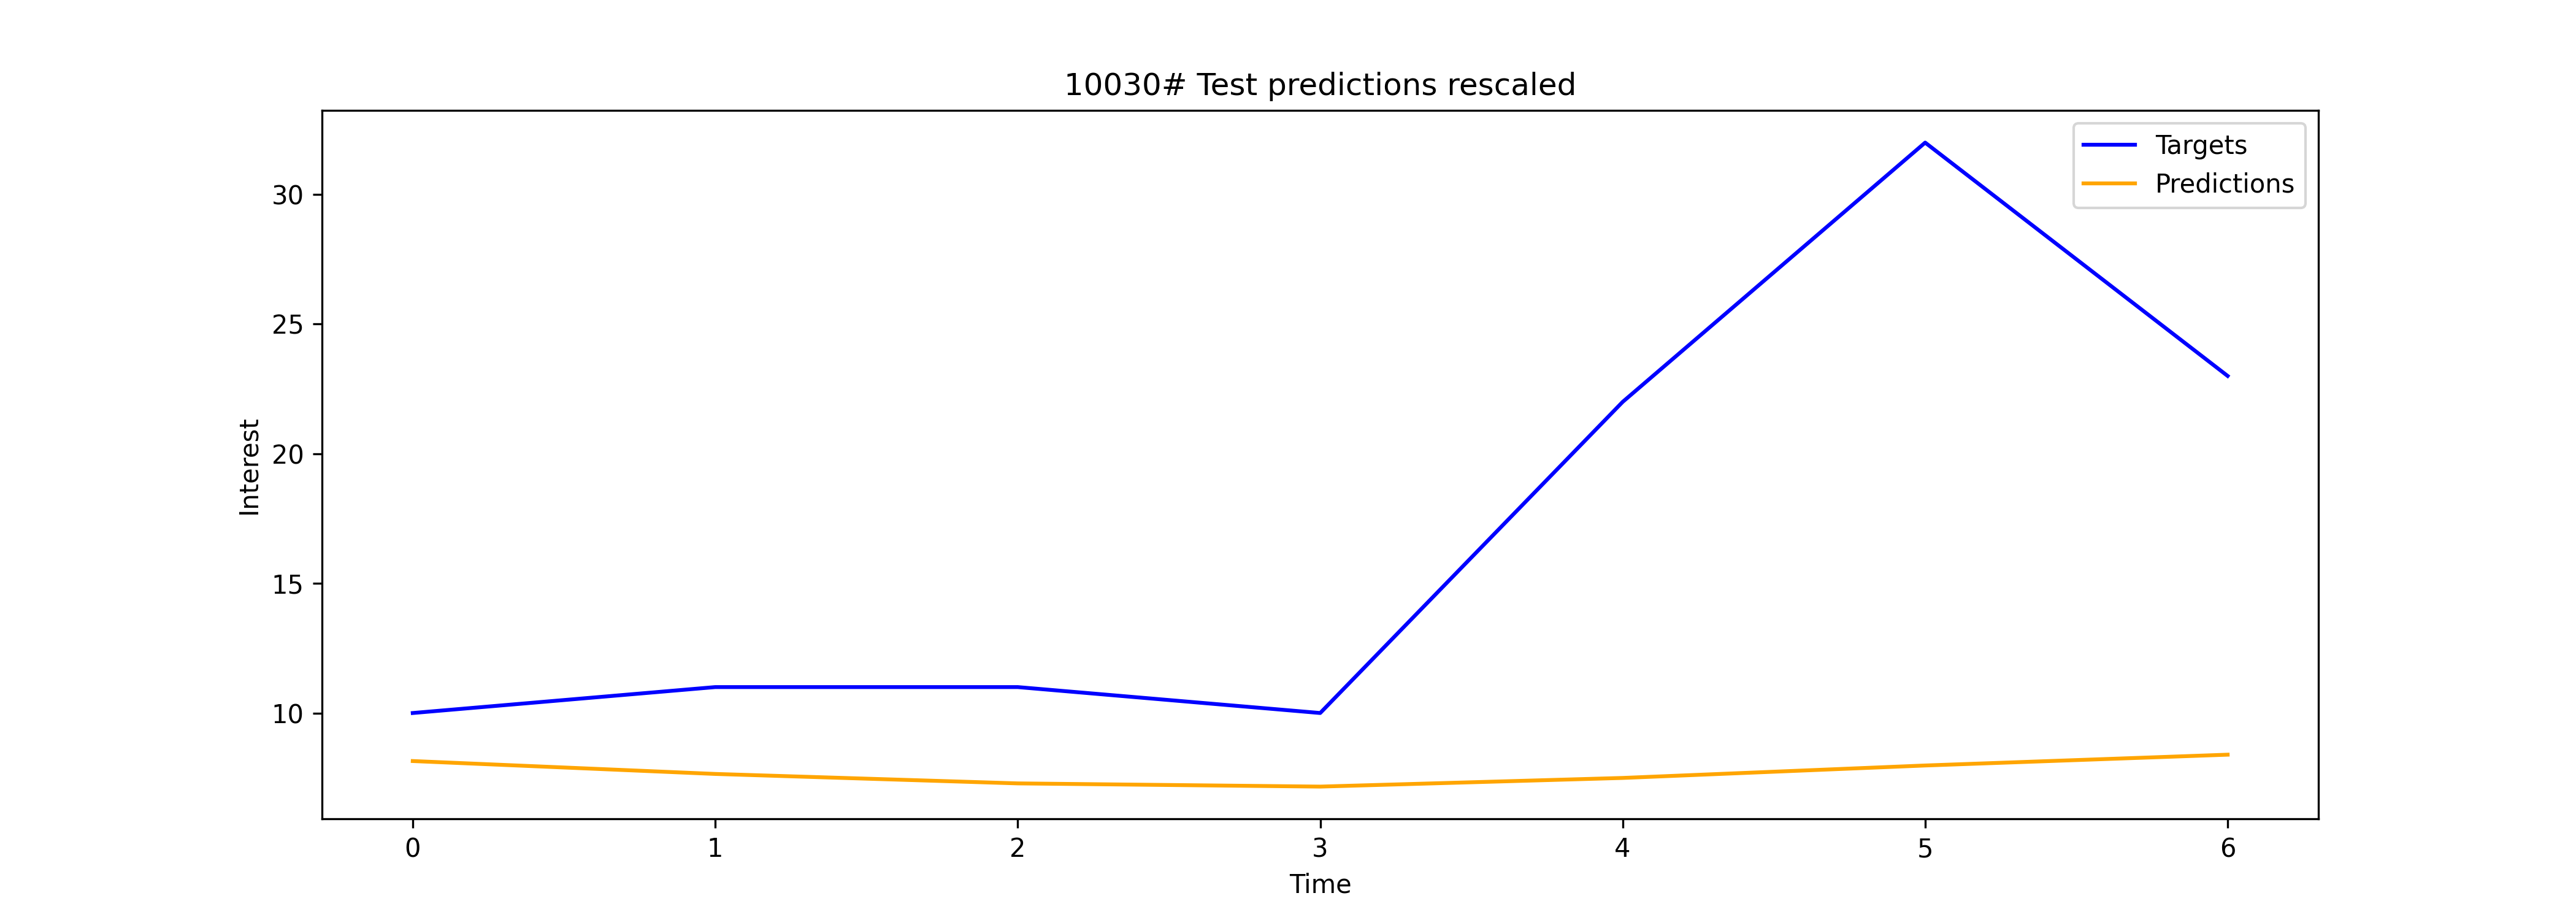 10030# Test predictions rescaled
Targets
Predictions
30
25
20
15
10
Interest
0 1 2 3 4 5 6
Time